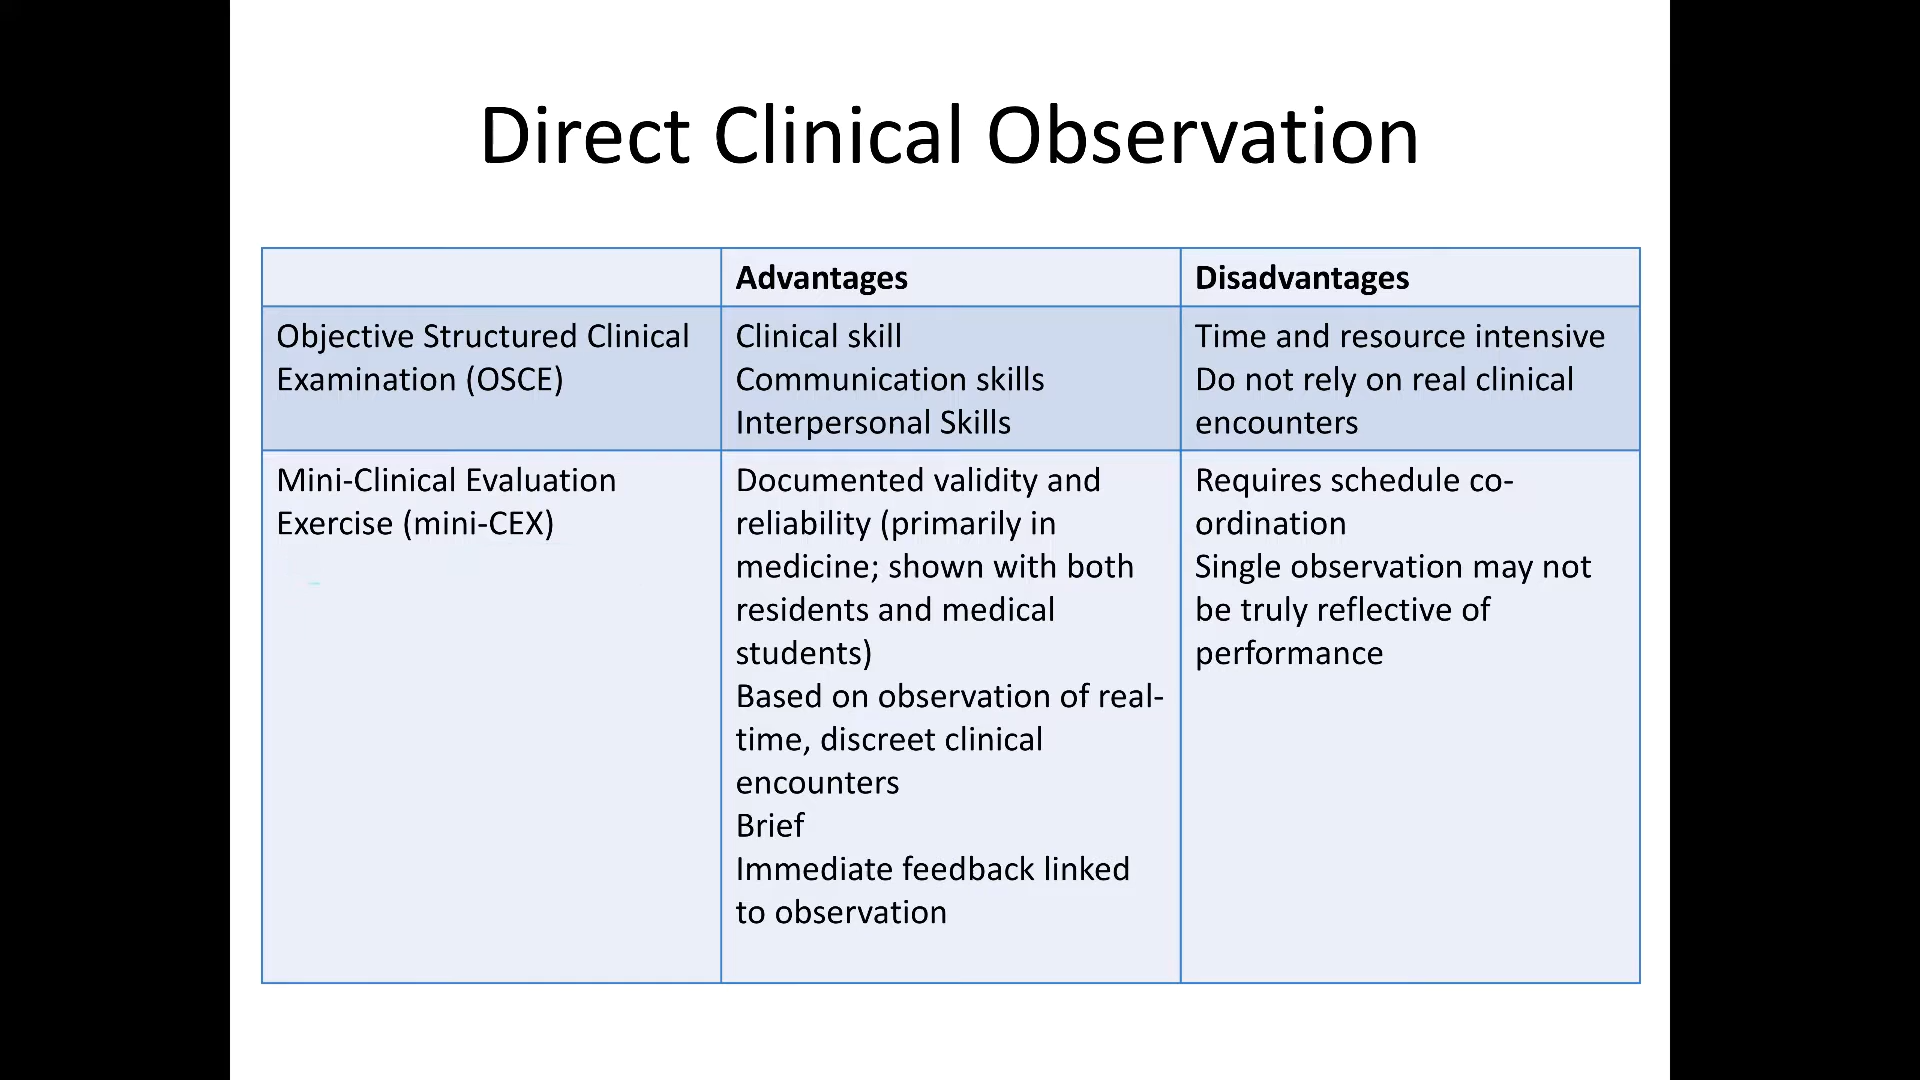 Direct Clinical Observation
Advantages
Disadvantages
Objective Structured Clinical
Examination (OSCE)
Clinical skill
Communication skills
Interpersonal Skills
Time and resource intensive
Do not rely on real clinical
encounters
Mini-Clinical Evaluation
Exercise (mini-CEX)
Documented validity and
reliability (primarily in
medicine; shown with both
residents and medical
students)
Based on observation of real-
time, discreet clinical
encounters
Brief
Immediate feedback linked
to observation
Requires schedule co-
ordination
Single observation may not
be truly reflective of
performance